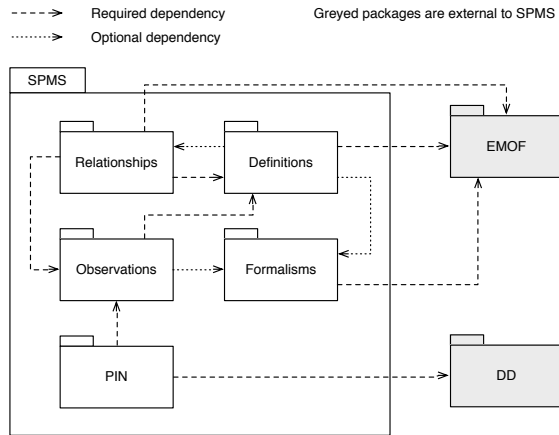 Required dependency
Greyed packages are external to SPMS
Optional dependency
SPMS
Relationships
Definitions
EMOF
Observations
Formalisms
PIN
DD